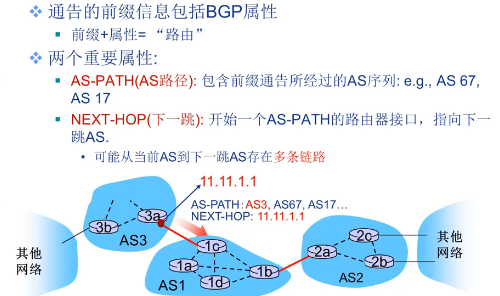 ❖ 通告的前缀信息包括BGP属性
▪ 前缀+属性= “路由”
❖ 两个重要属性:
▪ AS-PATH(AS路径): 包含前缀通告所经过的AS序列: e.g., AS 67,
AS 17
▪ NEXT-HOP(下一跳): 开始一个AS-PATH的路由器接口，指向下一
跳AS.
• 可能从当前AS到下一跳AS存在多条链路
11.11.1.1
AS-PATH：AS3, AS67, AS17…
NEXT-HOP: 11.11.1.1
3a
3b
AS3
其他
网络
1c
1a
1d
1b
AS1
2c
2a
2b
AS2
其他
网络